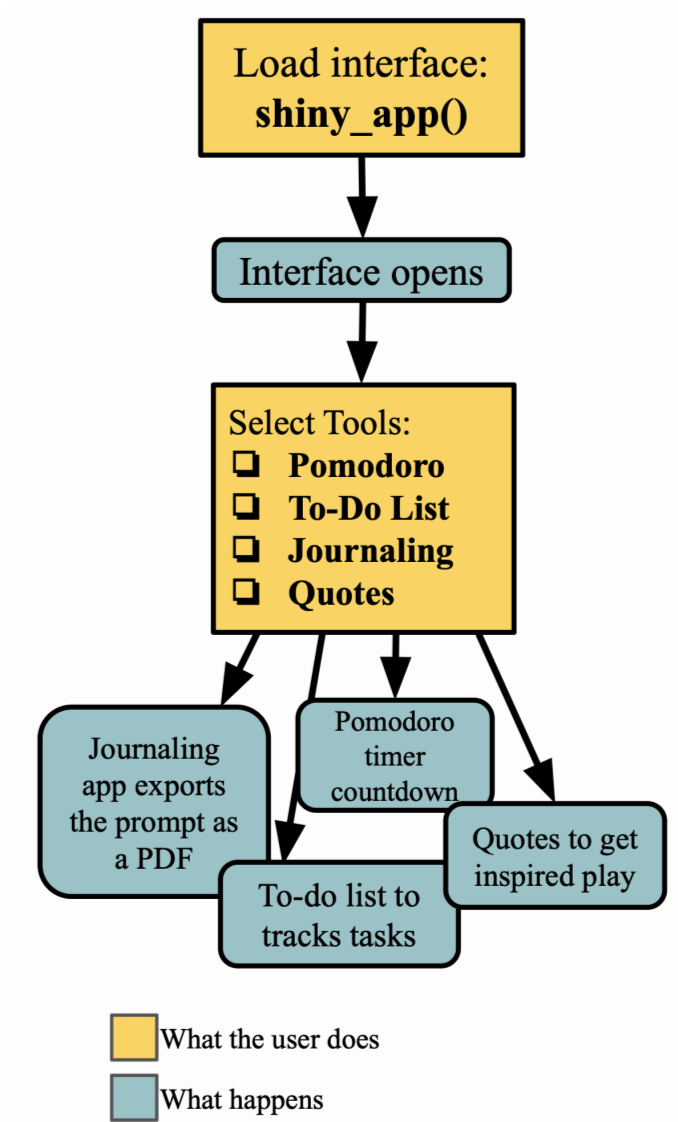 Load interface:
shiny_app()
Interface opens
Select Tools:
❏ Pomodoro
❏ To-Do List
❏ Journaling
❏ Quotes
Journaling
app exports
the prompt as
a PDF
Pomodoro
timer
countdown
To-do list to
tracks tasks
Quotes to get
inspired play
What the user does
What happens